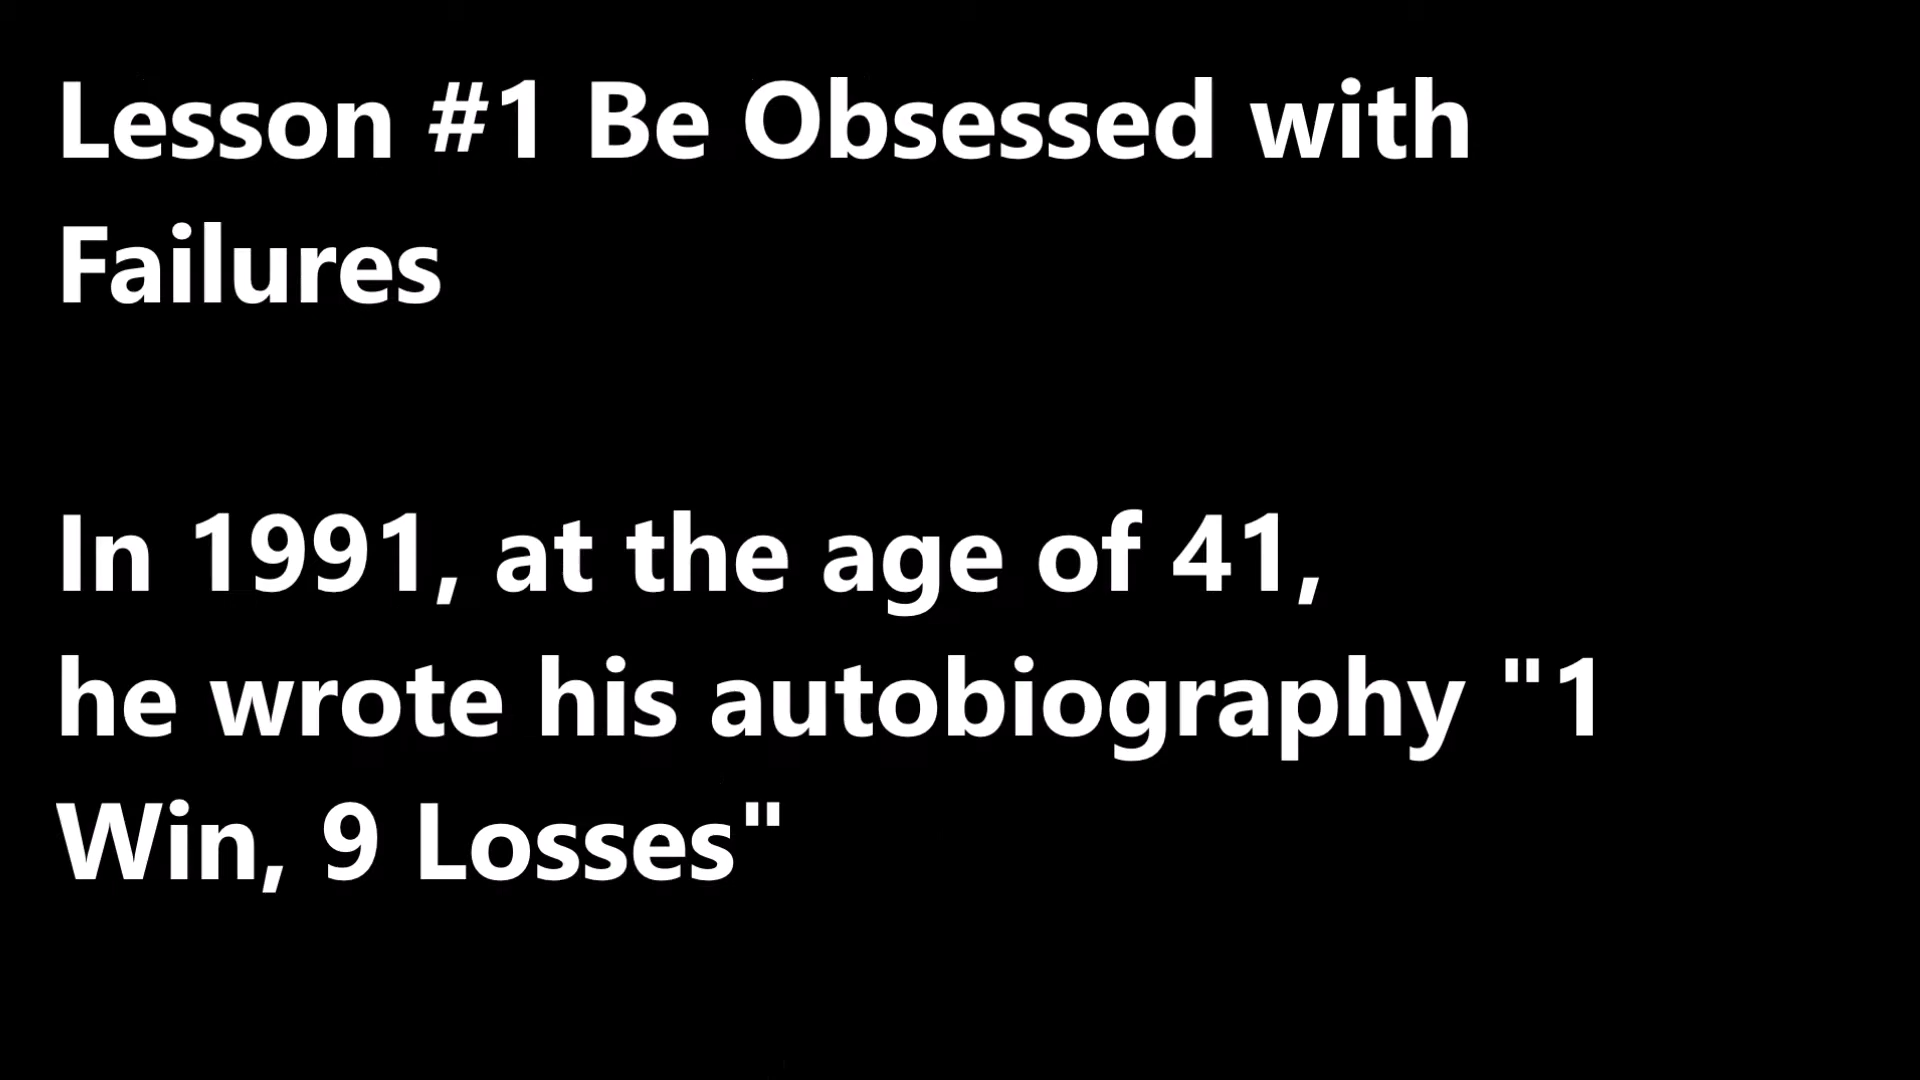 Lesson #1 Be Obsessed with
Failures
In 1991, at the age of 41,
he wrote his autobiography "1
Win, 9 Losses"